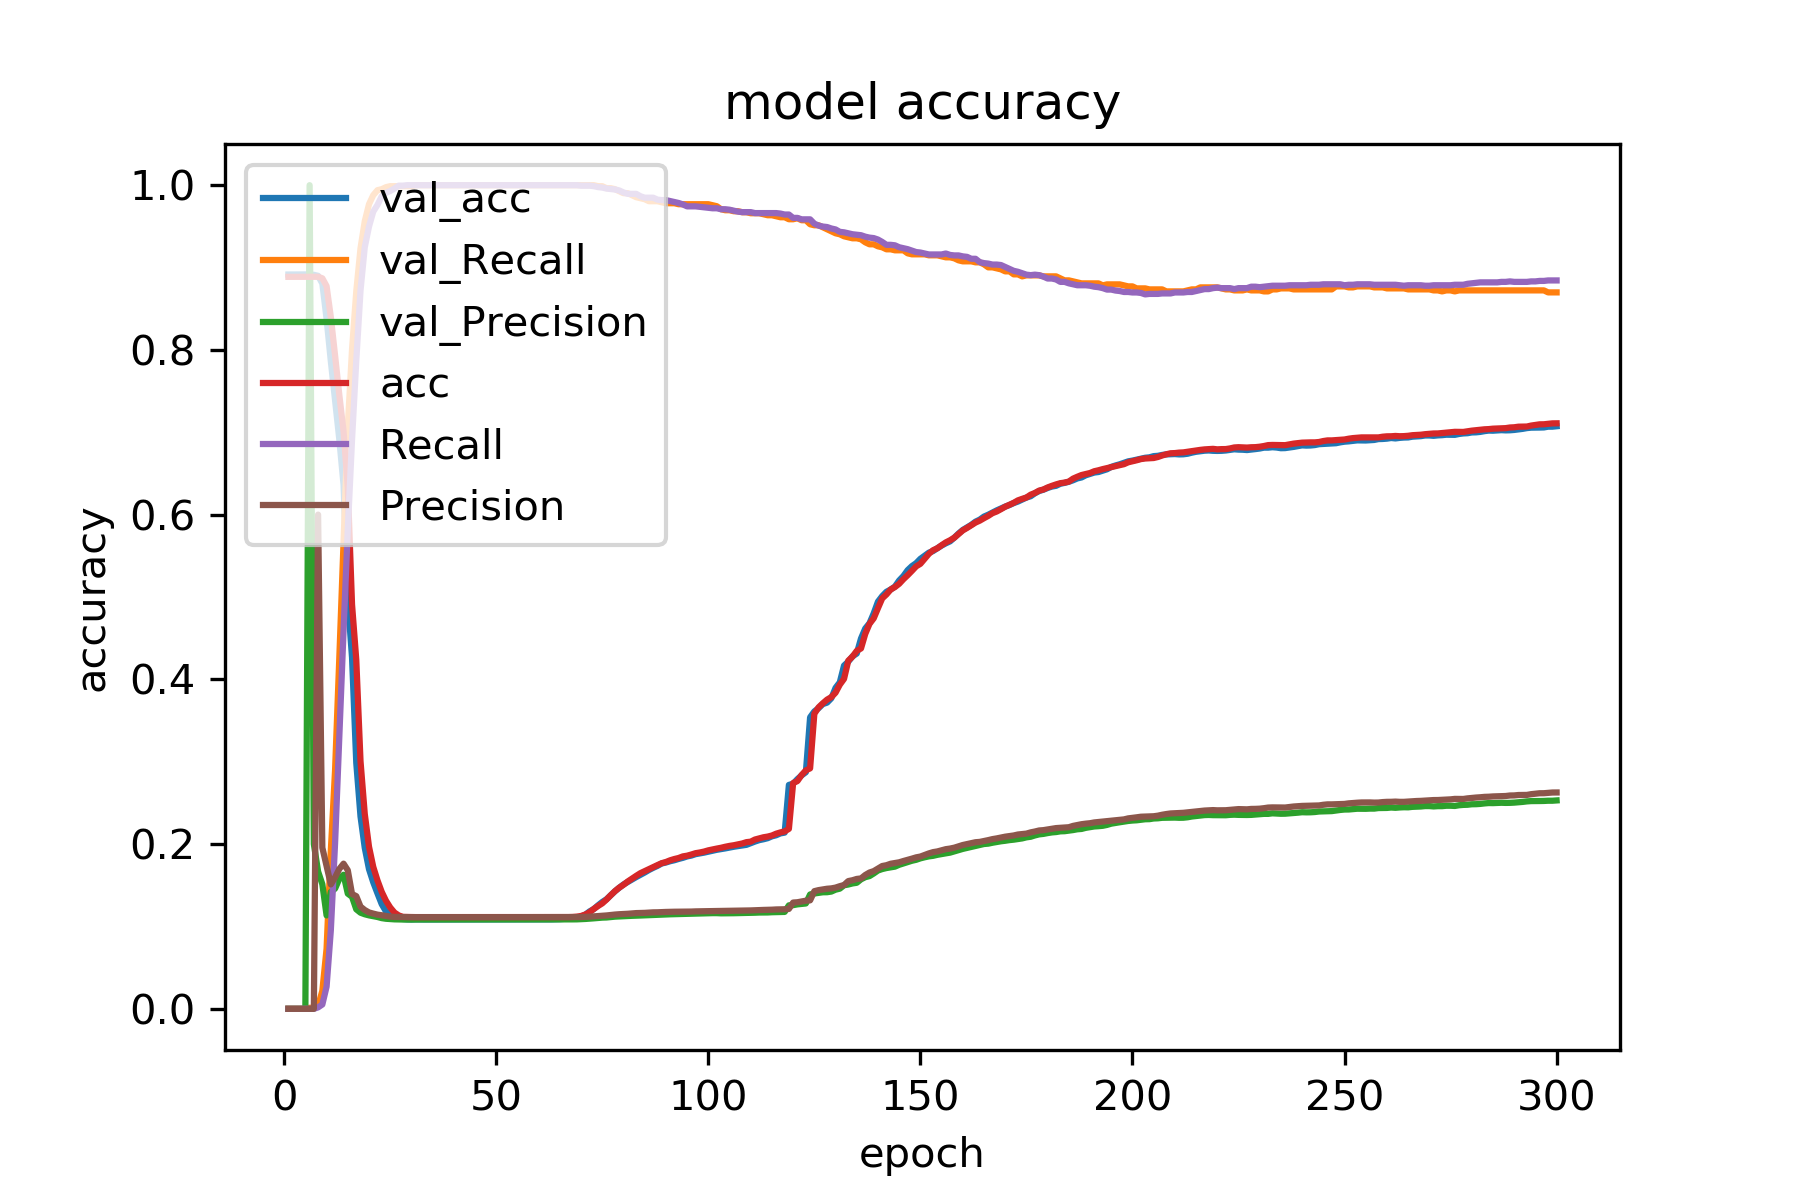 model accuracy
accuracy
1.0
0.8
0.6
0.4
0.2
0.0
val_acc
val_Recall
val_Precision
acc
Recall
Precision
0 50 100 150 200 250 300
epoch